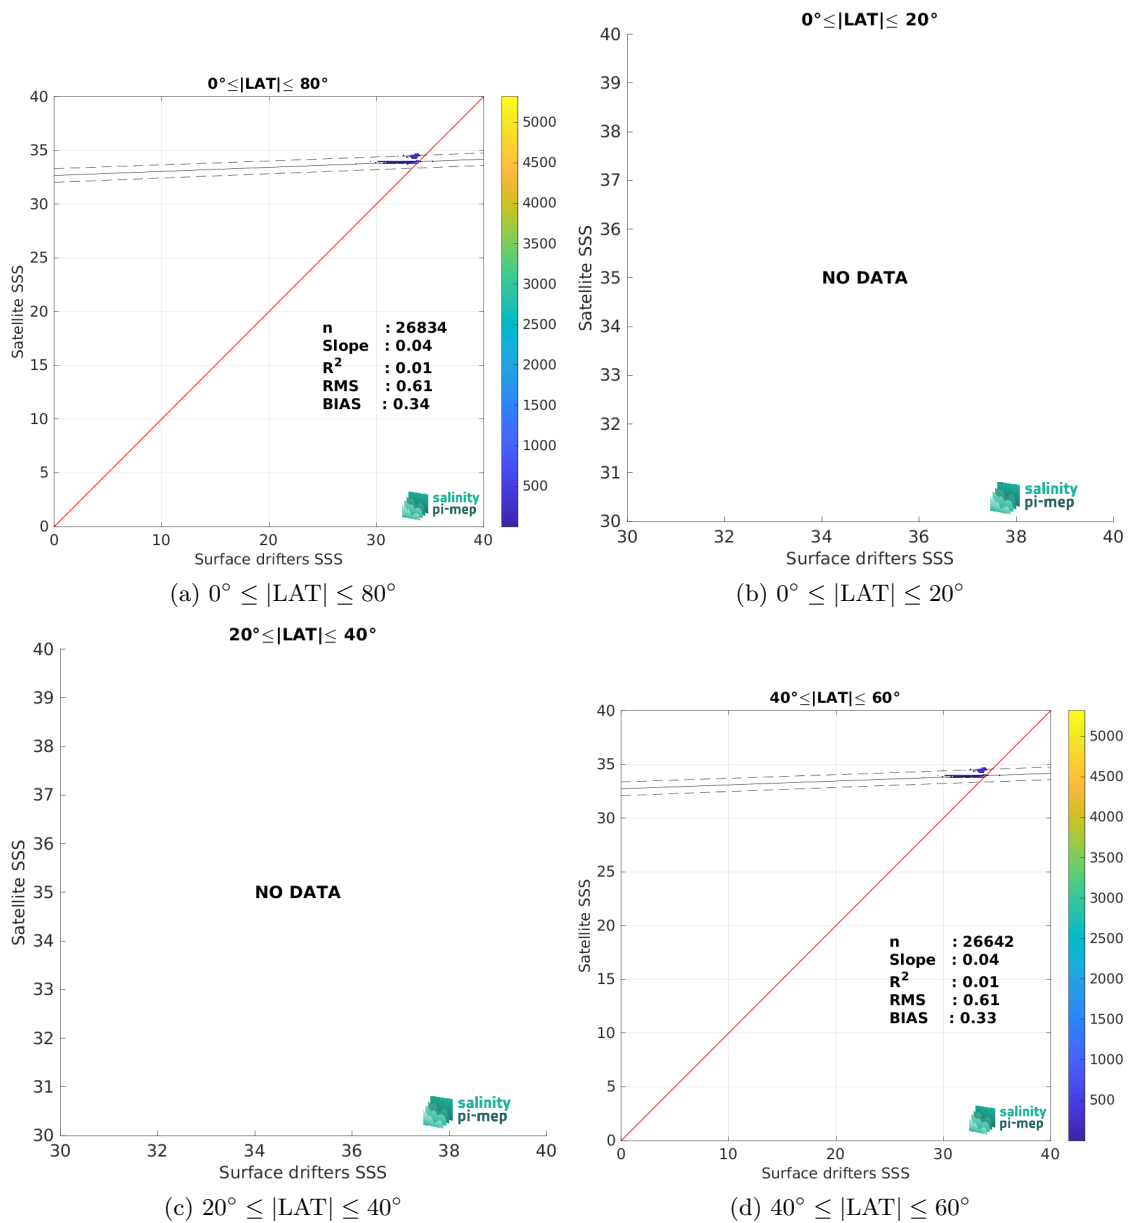 0°≤|LAT|≤ 80°
40
35
30
25
20
15
10
5
0
Satellite SSS
n : 26834
Slope : 0.04
R² : 0.01
RMS : 0.61
BIAS : 0.34
salinity
pi-mep
0 10 20 30 40
Surface drifters SSS
5000
4500
4000
3500
3000
2500
2000
1500
1000
500
(a) 0° ≤ |LAT| ≤ 80°
0°≤|LAT|≤ 20°
40
39
38
37
36
35
34
33
32
31
30
Satellite SSS
NO DATA
salinity
pi-mep
30 32 34 36 38 40
Surface drifters SSS
(b) 0° ≤ |LAT| ≤ 20°
20°≤|LAT|≤ 40°
40
39
38
37
36
35
34
33
32
31
30
Satellite SSS
NO DATA
salinity
pi-mep
30 32 34 36 38 40
Surface drifters SSS
(c) 20° ≤ |LAT| ≤ 40°
40°≤|LAT|≤ 60°
40
35
30
25
20
15
10
5
0
Satellite SSS
n : 26642
Slope : 0.04
R² : 0.01
RMS : 0.61
BIAS : 0.33
salinity
pi-mep
0 10 20 30 40
Surface drifters SSS
5000
4500
4000
3500
3000
2500
2000
1500
1000
500
(d) 40° ≤ |LAT| ≤ 60°